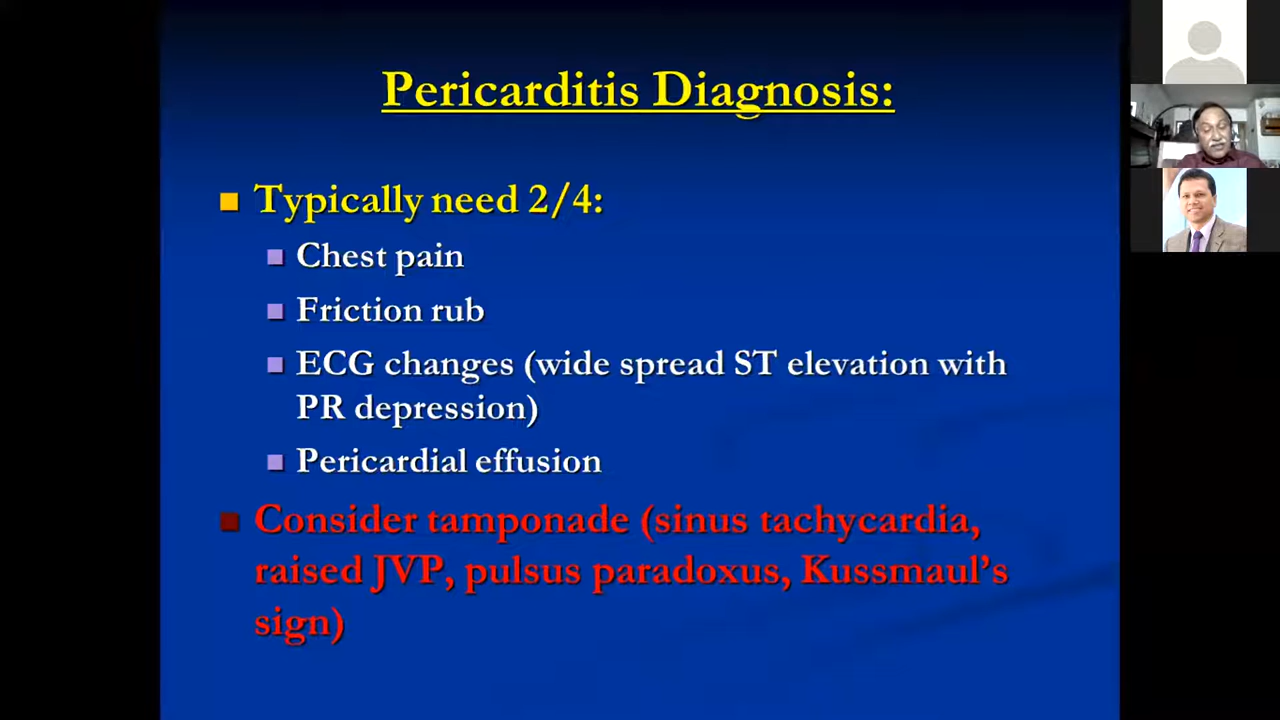 Pericarditis Diagnosis:
Typically need 2/4:
Chest pain
Friction rub
ECG changes (wide spread ST elevation with
PR depression)
Pericardial effusion
Consider tamponade (sinus tachycardia,
raised JVP, pulsus paradoxus, Kussmaul's
sign)